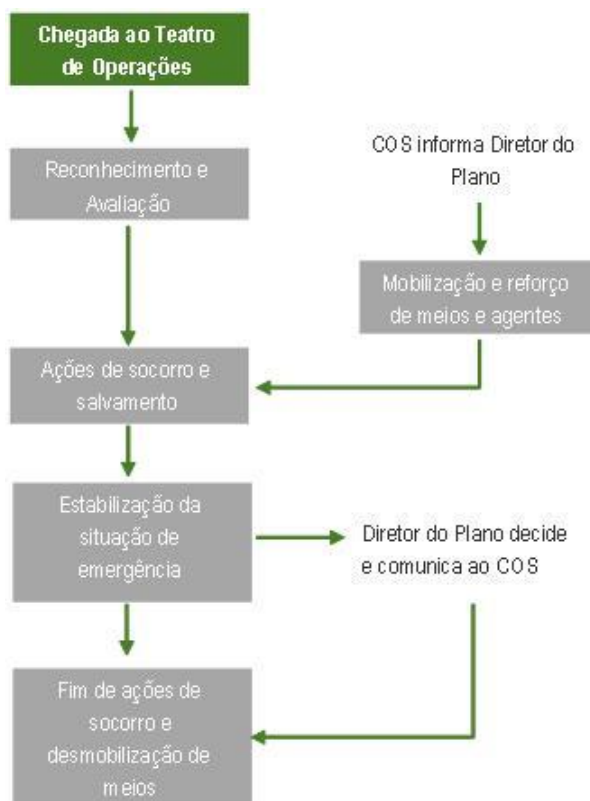 Chegada ao Teatro
de Operações
Reconhecimento e
Avaliação
COS informa Diretor do
Plano
Mobilização e reforço
de meios e agentes
Ações de socorro e
salvamento
Estabilização da
situação de
emergência
Diretor do Plano decide
e comunica ao COS
Fim de ações de
socorro e
desmobilização de
meios